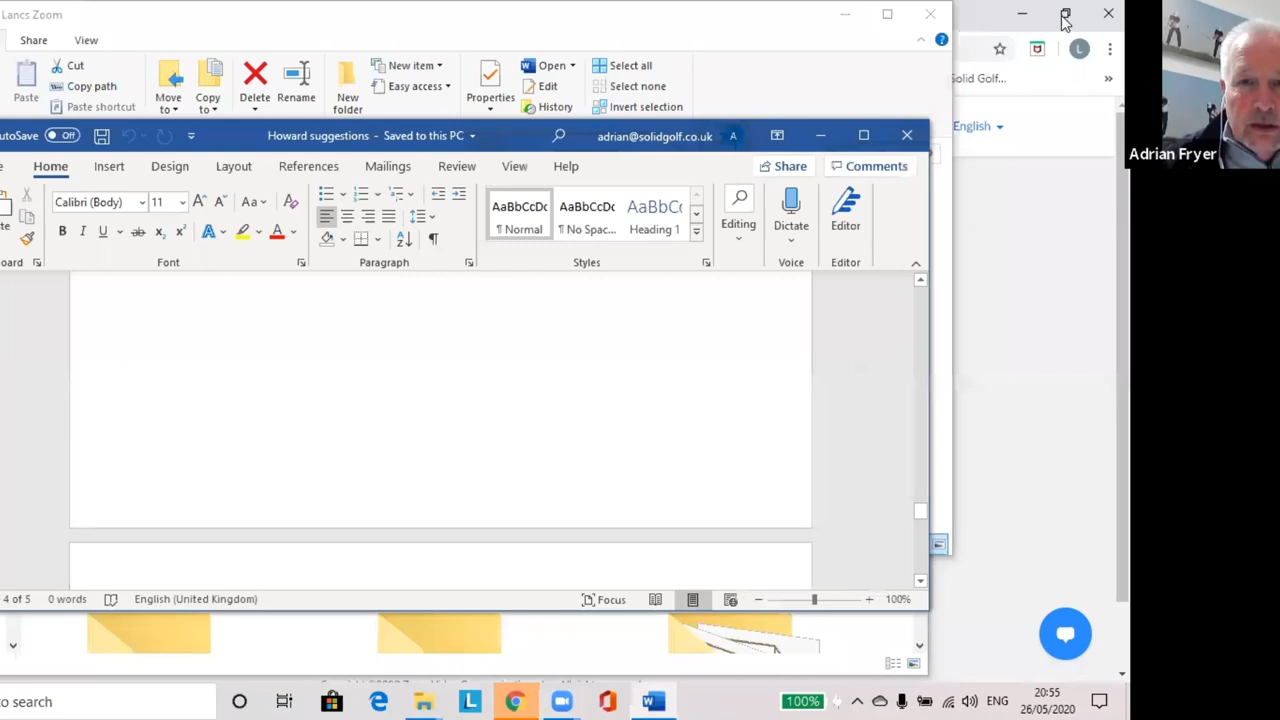 Lancs Zoom
Share View
Paste
Cut
Copy path
Paste shortcut
Move to
Copy to
Delete
Rename
New folder
New item
Easy access
Properties
Open
Edit
History
Select all
Select none
Invert selection
Solid Golf...
English
Adrian Fryer
utoSave Off
Howard suggestions - Saved to this PC
adrian@solidgolf.co.uk
A
L
e Home Insert Design Layout References Mailings Review View Help
Share Comments
Calibri (Body) 11
AaBbCcDc AaBbCcDc AaBbCc
¶ Normal ¶ No Spac... Heading 1
Editing
Dictate
Editor
oard Font Paragraph Styles Voice Editor
4 of 5 0 words English (United Kingdom) Focus 100%
to search
100%
ENG
20:55
26/05/2020